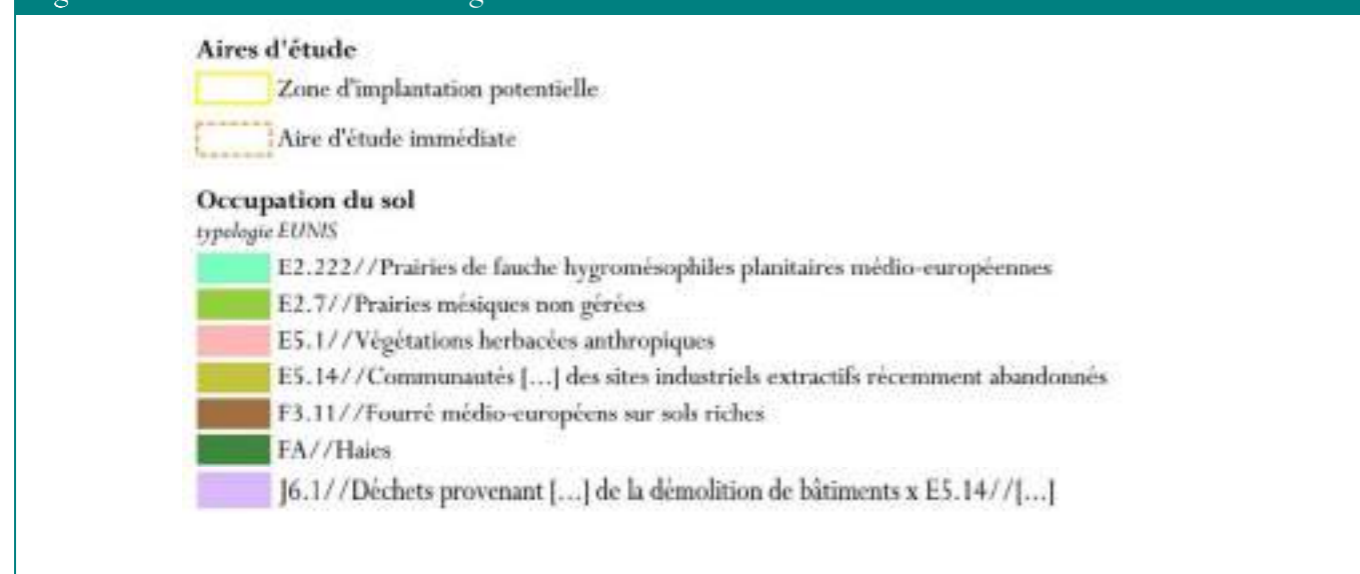 Aires d'étude
Zone d'implantation potentielle
Aire d'étude immédiate
Occupation du sol
typologie EUNIS
E2.222//Prairies de fauche hygromésophiles planitaires médio-européennes
E2.7//Prairies mésiques non gérées
E5.1//Végétations herbacées anthropiques
E5.14//Communautés [...] des sites industriels extractifs récemment abandonnés
F3.11//Fourré médio-européens sur sols riches
FA//Haies
J6.1//Déchets provenant [...] de la démolition de bâtiments x E5.14//[...]